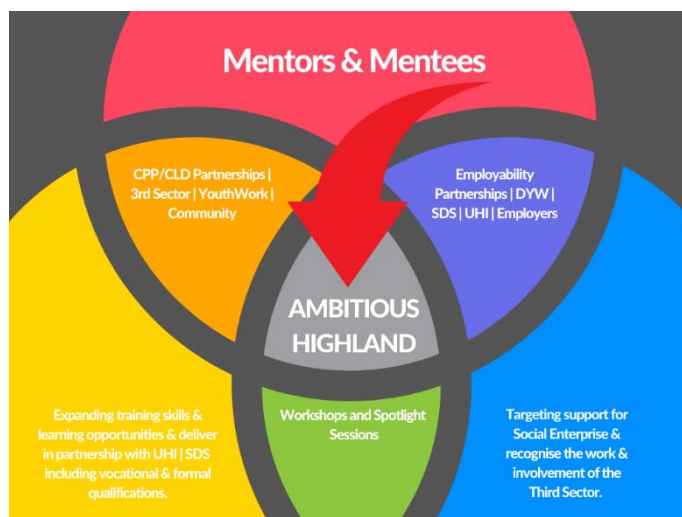 Mentors & Mentees
CPP/CLD Partnerships |
3rd Sector | YouthWork |
Community
Employability
Partnerships | DYW |
SDS | UHI | Employers
AMBITIOUS
HIGHLAND
Expanding training skills &
learning opportunities & deliver
in partnership with UHI | SDS
including vocational & formal
qualifications.
Workshops and Spotlight
Sessions
Targeting support for
Social Enterprise &
recognise the work &
involvement of the
Third Sector.